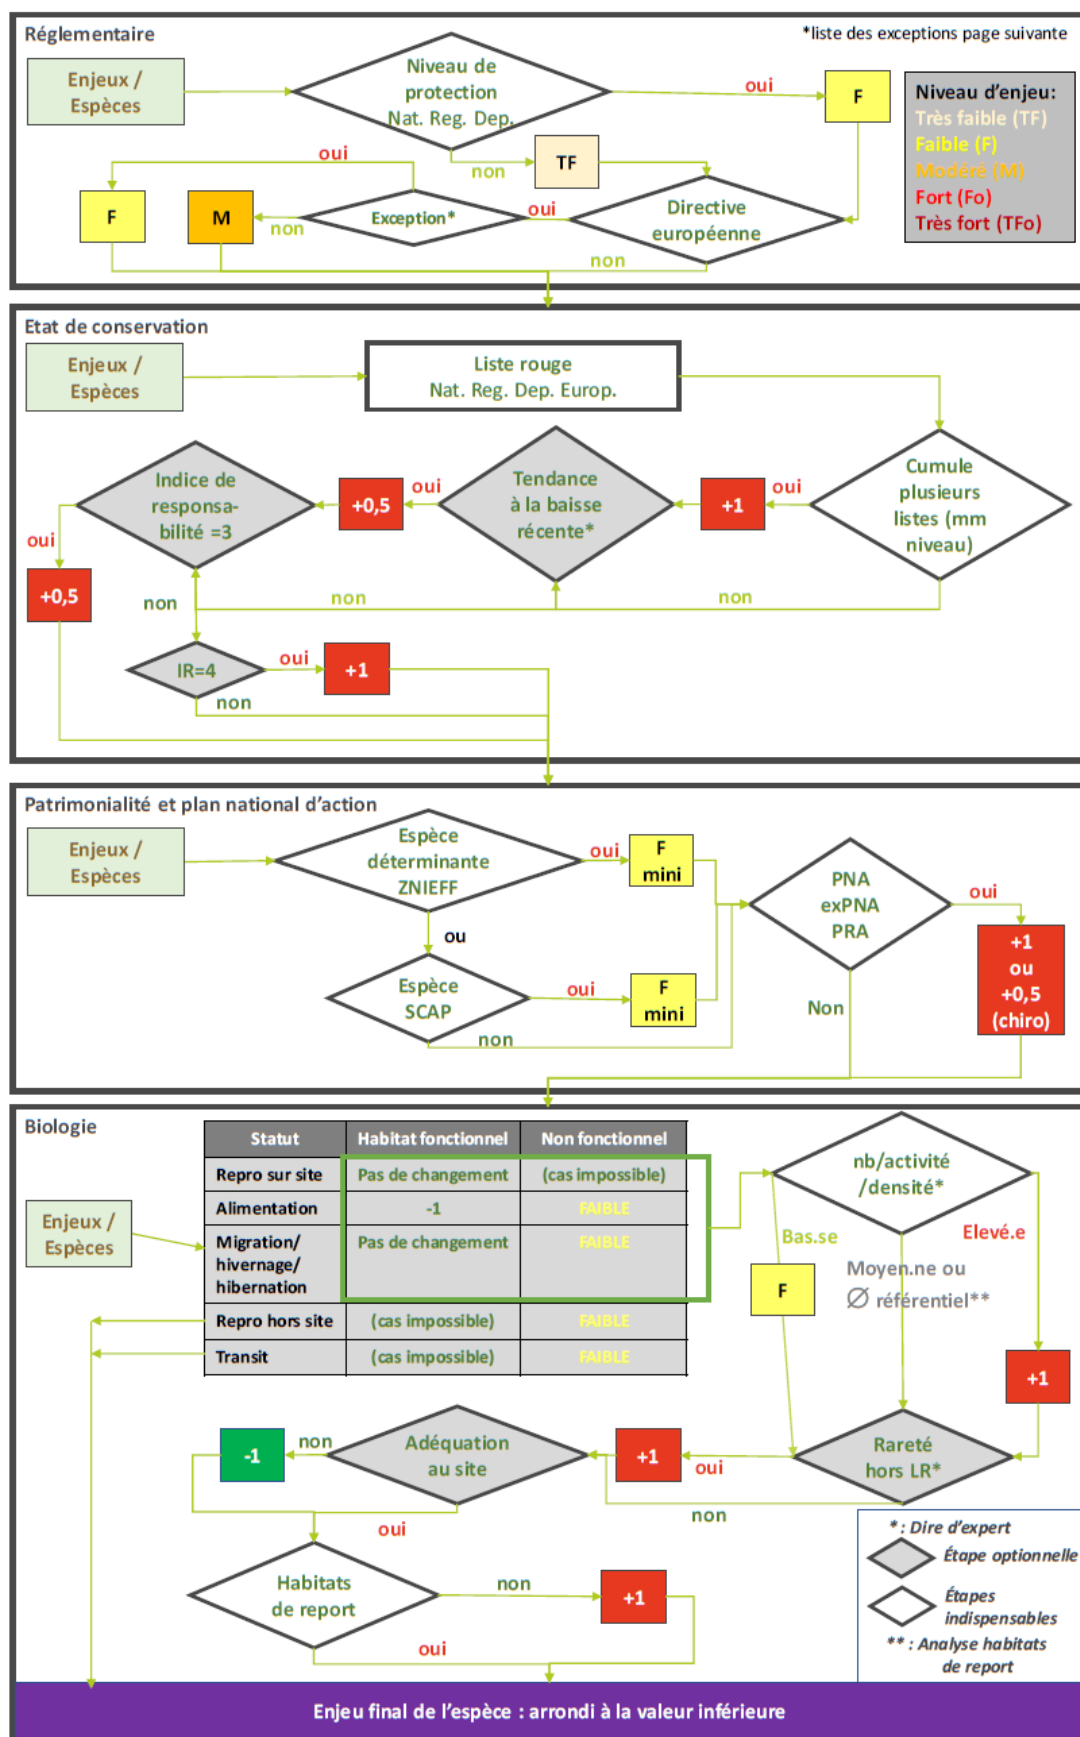 Réglementaire
*liste des exceptions page suivante
Enjeux /
Espèces
Niveau de
protection
Nat. Reg. Dep.
oui
F
Niveau d'enjeu:
Très faible (TF)
Faible (F)
Modéré (M)
Fort (Fo)
Très fort (TFo)
non
TF
oui
F
M
non
Exception*
oui
Directive
européenne
non
Etat de conservation
Enjeux /
Espèces
Liste rouge
Nat. Reg. Dep. Europ.
Indice de
responsa-
bilité =3
oui
+0,5
oui
Tendance
à la baisse
récente*
+1
oui
Cumule
plusieurs
listes (mm
niveau)
+0,5
non
non
non
IR=4
oui
+1
non
Patrimonialité et plan national d'action
Enjeux /
Espèces
Espèce
déterminante
ZNIEFF
oui
F
mini
PNA
exPNA
PRA
oui
ou
+1
ou
+0,5
(chiro)
Espèce
SCAP
oui
F
mini
Non
non
Biologie
Statut Habitat fonctionnel Non fonctionnel
Repro sur site Pas de changement (cas impossible)
Alimentation -1 FAIBLE
Migration/ Pas de changement FAIBLE
hivernage/
hibernation
Repro hors site (cas impossible) FAIBLE
Transit (cas impossible) FAIBLE
Enjeux /
Espèces
nb/activité
/densité*
Bas.se
Elevé.e
Moyen.ne ou
∅ référentiel**
F
+1
-1
non
Adéquation
au site
+1
oui
Rareté
hors LR*
oui
non
Habitats
de report
non
+1
oui
* : Dire d'expert
Étape optionnelle
Étapes
indispensables
** : Analyse habitats
de report
Enjeu final de l'espèce : arrondi à la valeur inférieure